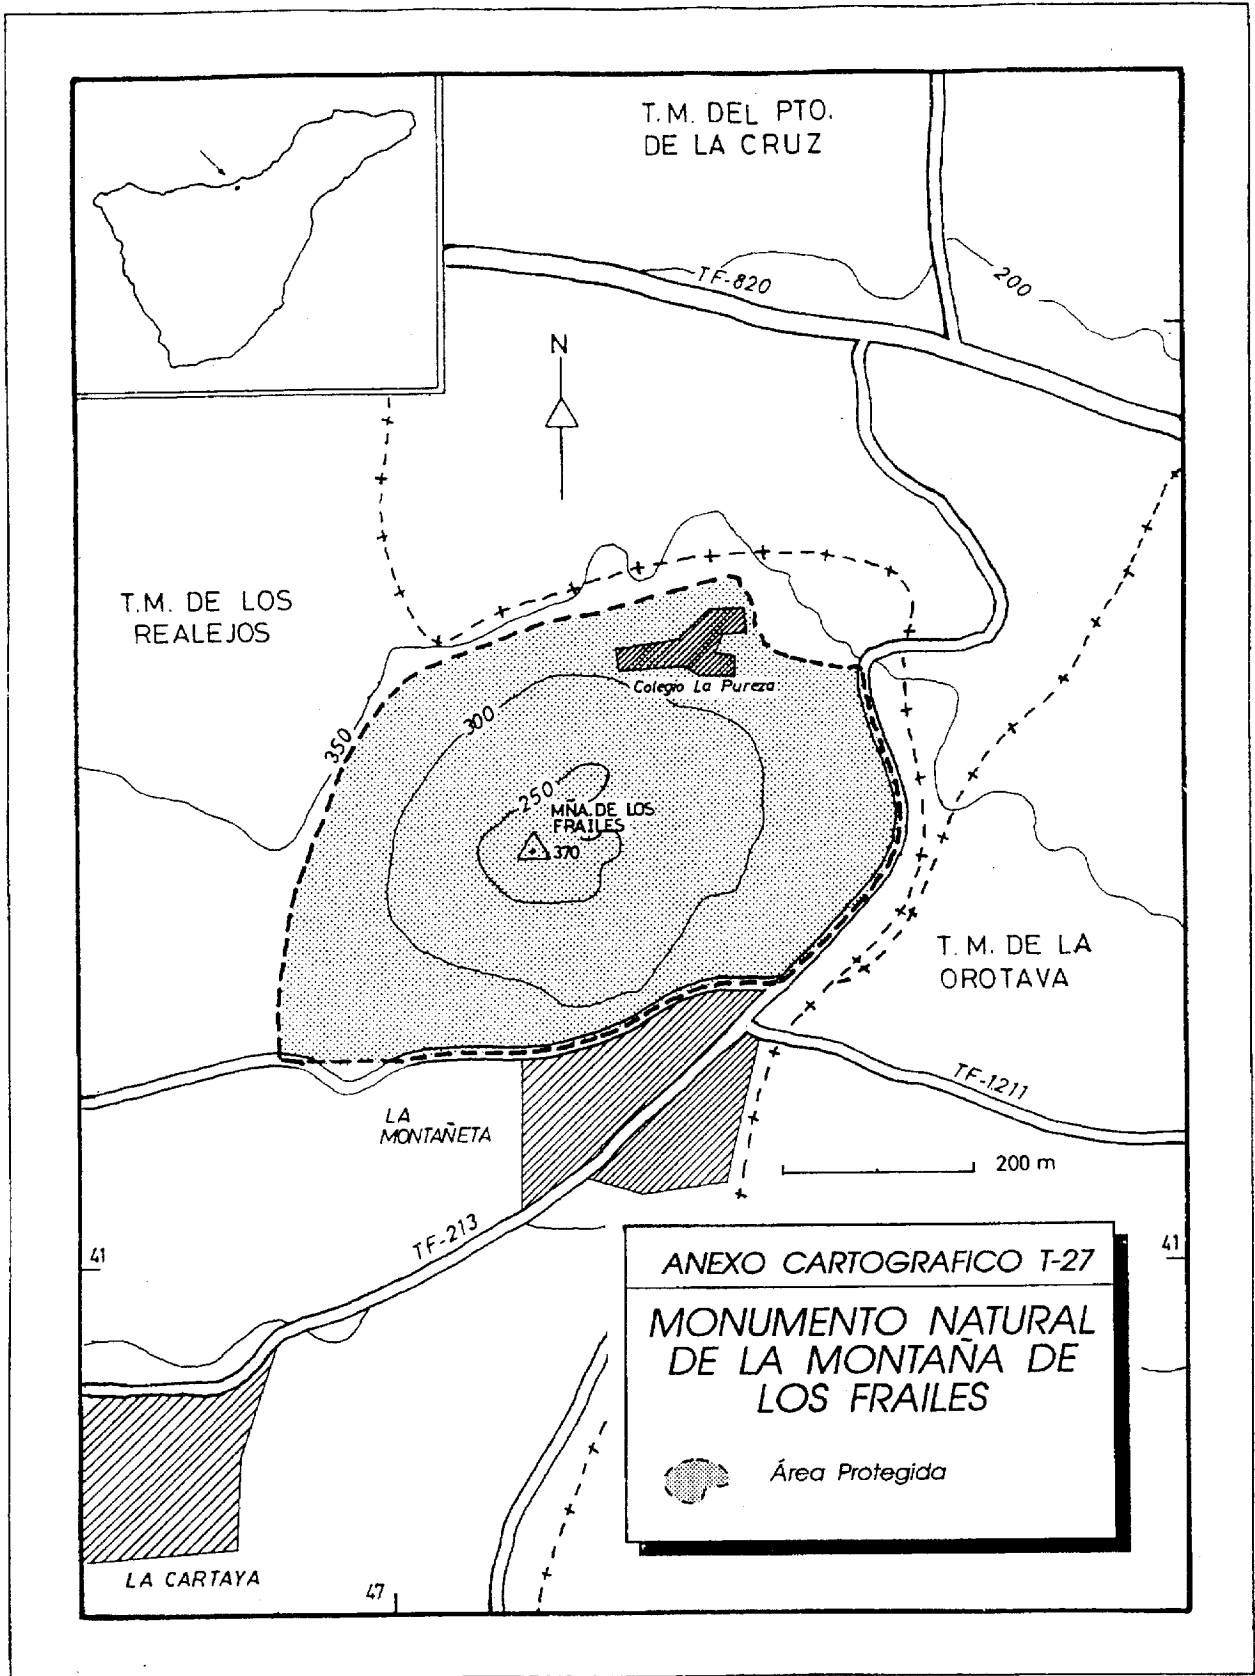 T.M. DEL PTO.
DE LA CRUZ
TF-820
200
N
T.M. DE LOS
REALEJOS
Colegio La Pureza
300
350
250
MÑA. DE LOS
FRAILES
370
T. M. DE LA
OROTAVA
TF-1211
LA
MONTAÑETA
200 m
TF-213
41
41
ANEXO CARTOGRAFICO T-27
MONUMENTO NATURAL
DE LA MONTAÑA DE
LOS FRAILES
Área Protegida
LA CARTAYA
47